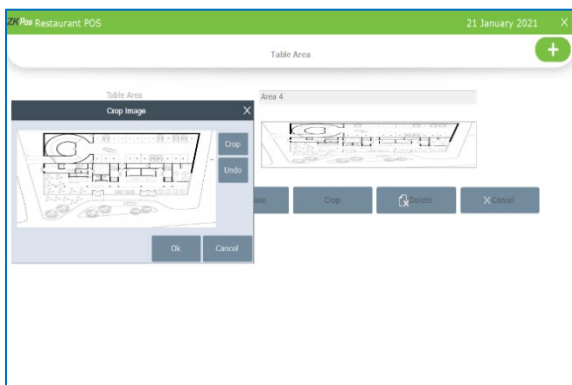 ZKPos Restaurant POS
21 January 2021
X
Table Area
+
Table Area
Area 4
Crop Image
X
Crop
Undo
Crop
Delete
X Cancel
Ok
Cancel